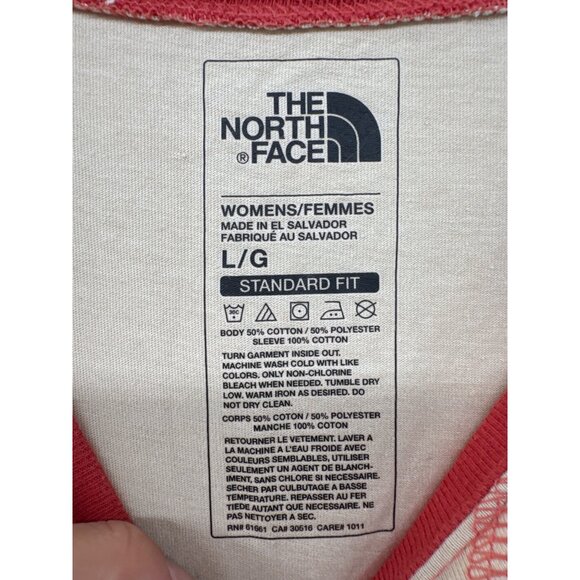 THE
NORTH
® FACE
WOMENS/FEMMES
MADE IN EL SALVADOR
FABRIQUÉ AU SALVADOR
L/G
STANDARD FIT
BODY 50% COTTON / 50% POLYESTER
SLEEVE 100% COTTON
TURN GARMENT INSIDE OUT.
MACHINE WASH COLD WITH LIKE
COLORS. ONLY NON-CHLORINE
BLEACH WHEN NEEDED. TUMBLE DRY
LOW. WARM IRON AS DESIRED. DO
NOT DRY CLEAN.
CORPS 50% COTON / 50% POLYESTER
MANCHE 100% COTON
RETOURNER LE VETEMENT. LAVER A
LA MACHINE A L'EAU FROIDE AVEC
COULEURS SEMBLABLES, UTILISER
SEULEMENT UN AGENT DE BLANCH-
IMENT, SANS CHLORE SI NECESSAIRE.
SECHER PAR CULBUTAGE A BASSE
TEMPERATURE. REPASSER AU FER
TIÈDE AU MOMENT VOULU. NE
PAS NETTOYER A SEC.
RN# 61661 CA# 30516 CARE# 1011